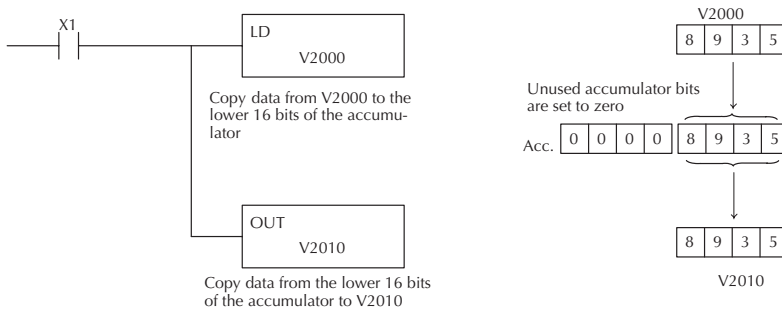 X1
LD
V2000
Copy data from V2000 to the
lower 16 bits of the accumu-
lator
OUT
V2010
Copy data from the lower 16 bits
of the accumulator to V2010
V2000
8 9 3 5
Unused accumulator bits
are set to zero
Acc. 0 0 0 0 8 9 3 5
8 9 3 5
V2010